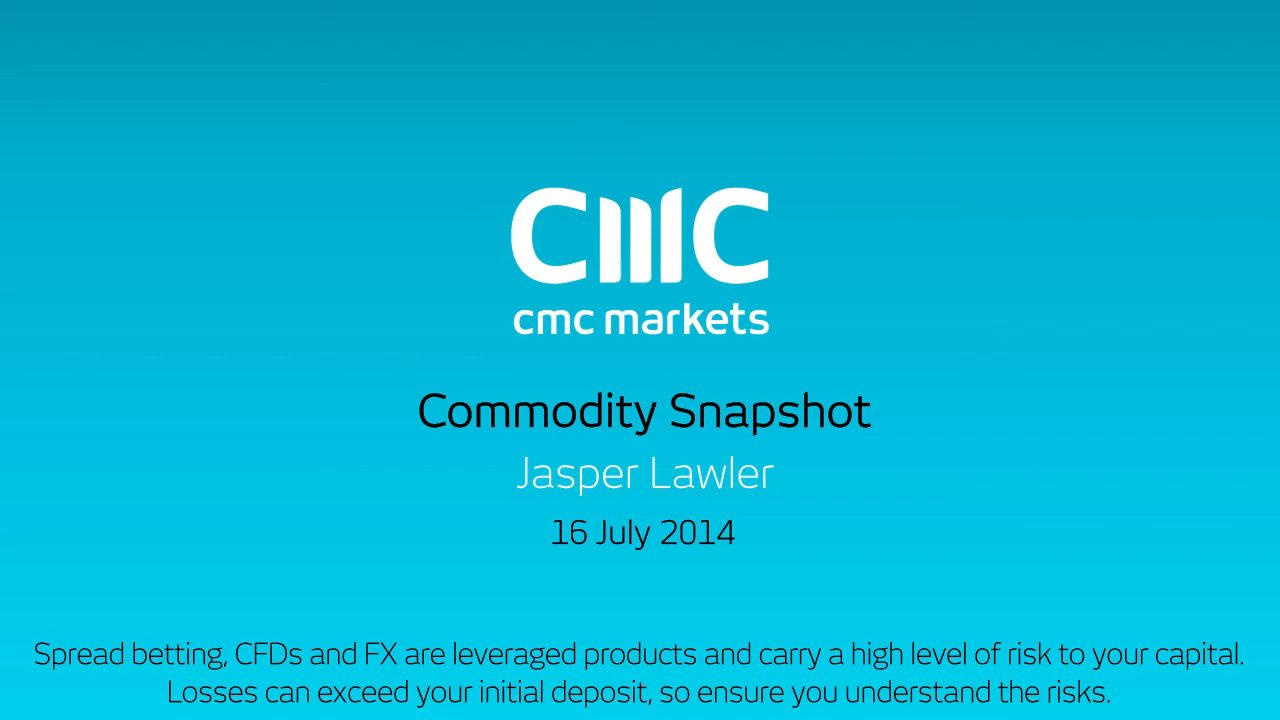 CMC
cmc markets
Commodity Snapshot
Jasper Lawler
16 July 2014
Spread betting, CFDs and FX are leveraged products and carry a high level of risk to your capital.
Losses can exceed your initial deposit, so ensure you understand the risks.